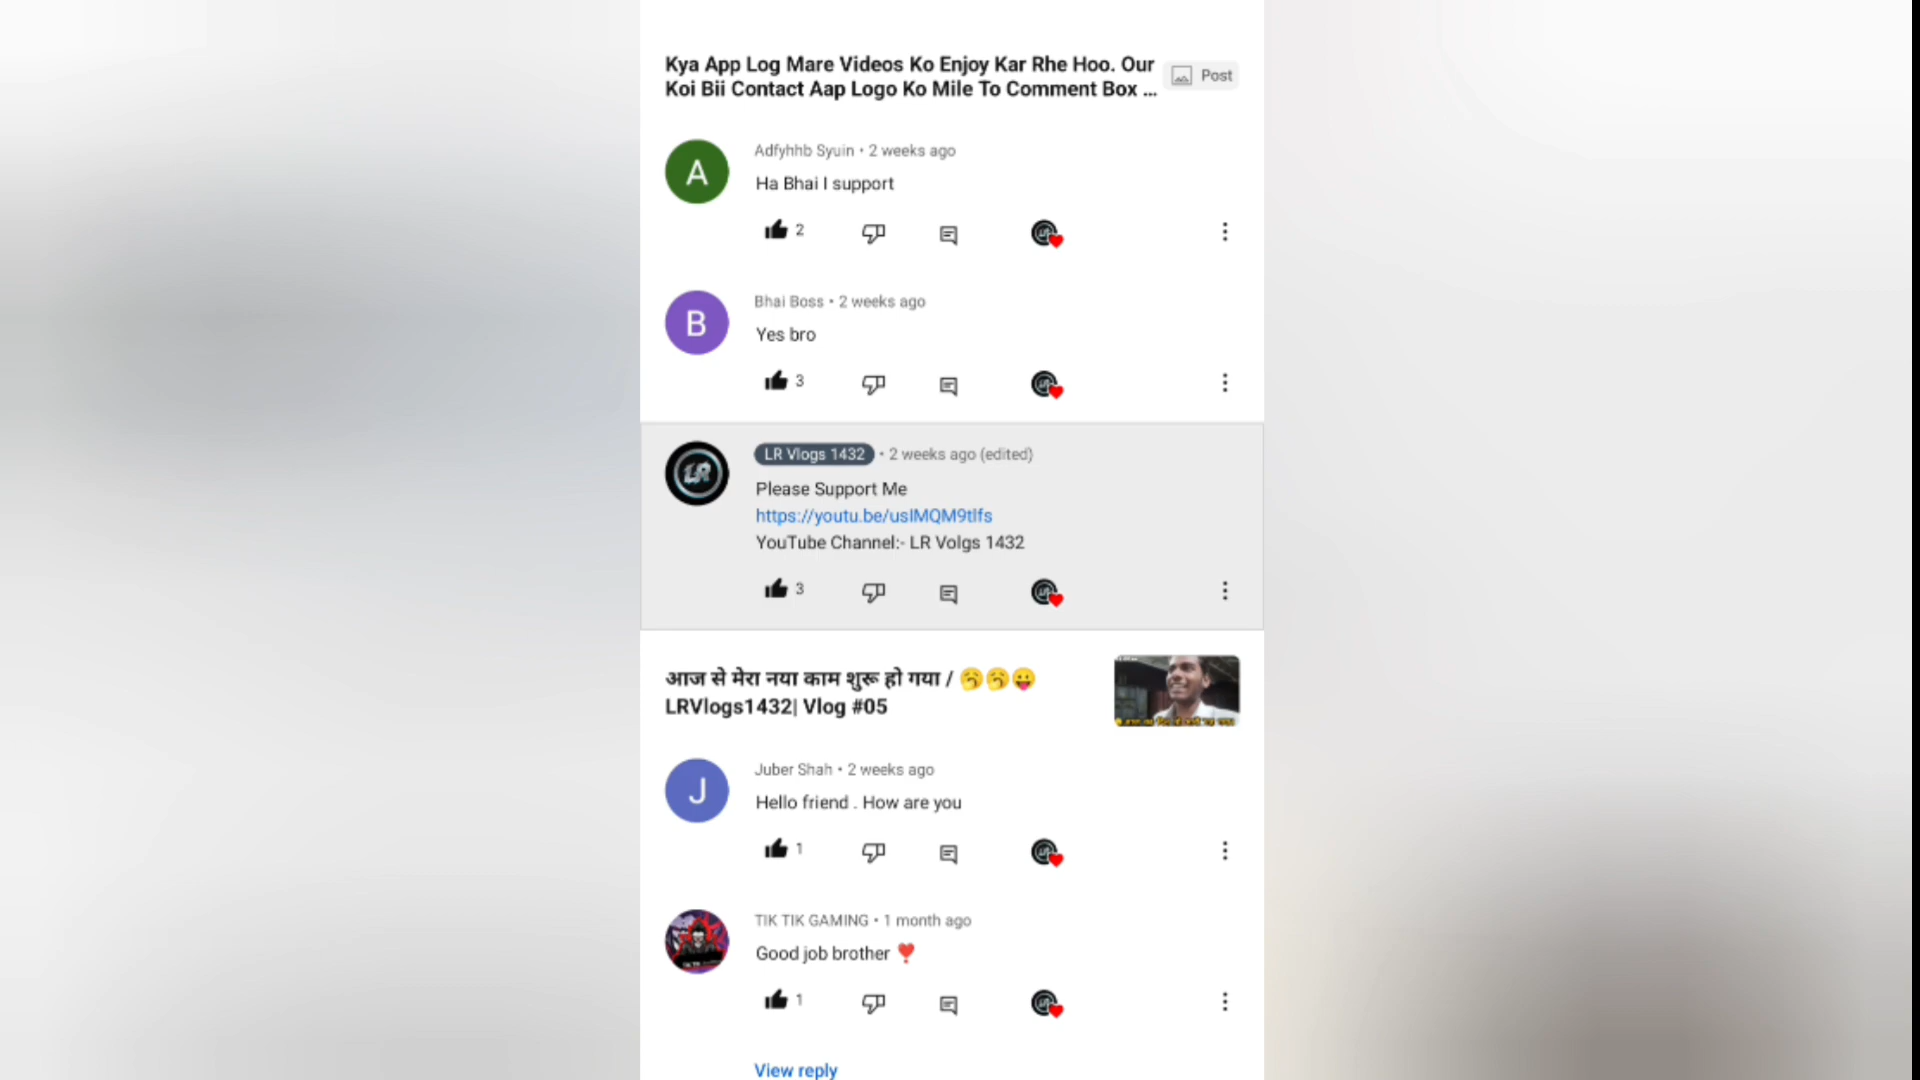 Kya App Log Mare Videos Ko Enjoy Kar Rhe Hoo. Our
Koi Bii Contact Aap Logo Ko Mile To Comment Box ...
Post
A
Adfyhhb Syuin • 2 weeks ago
Ha Bhai I support
2
B
Bhai Boss • 2 weeks ago
Yes bro
3
LR
LR Vlogs 1432 • 2 weeks ago (edited)
Please Support Me
https://youtu.be/usIMQM9tlfs
YouTube Channel:- LR Volgs 1432
3
आज से मेरा नया काम शुरू हो गया / 🥱🥱😛
LRVlogs1432| Vlog #05
J
Juber Shah • 2 weeks ago
Hello friend . How are you
1
TIK TIK GAMING • 1 month ago
Good job brother ❣️
1
View reply